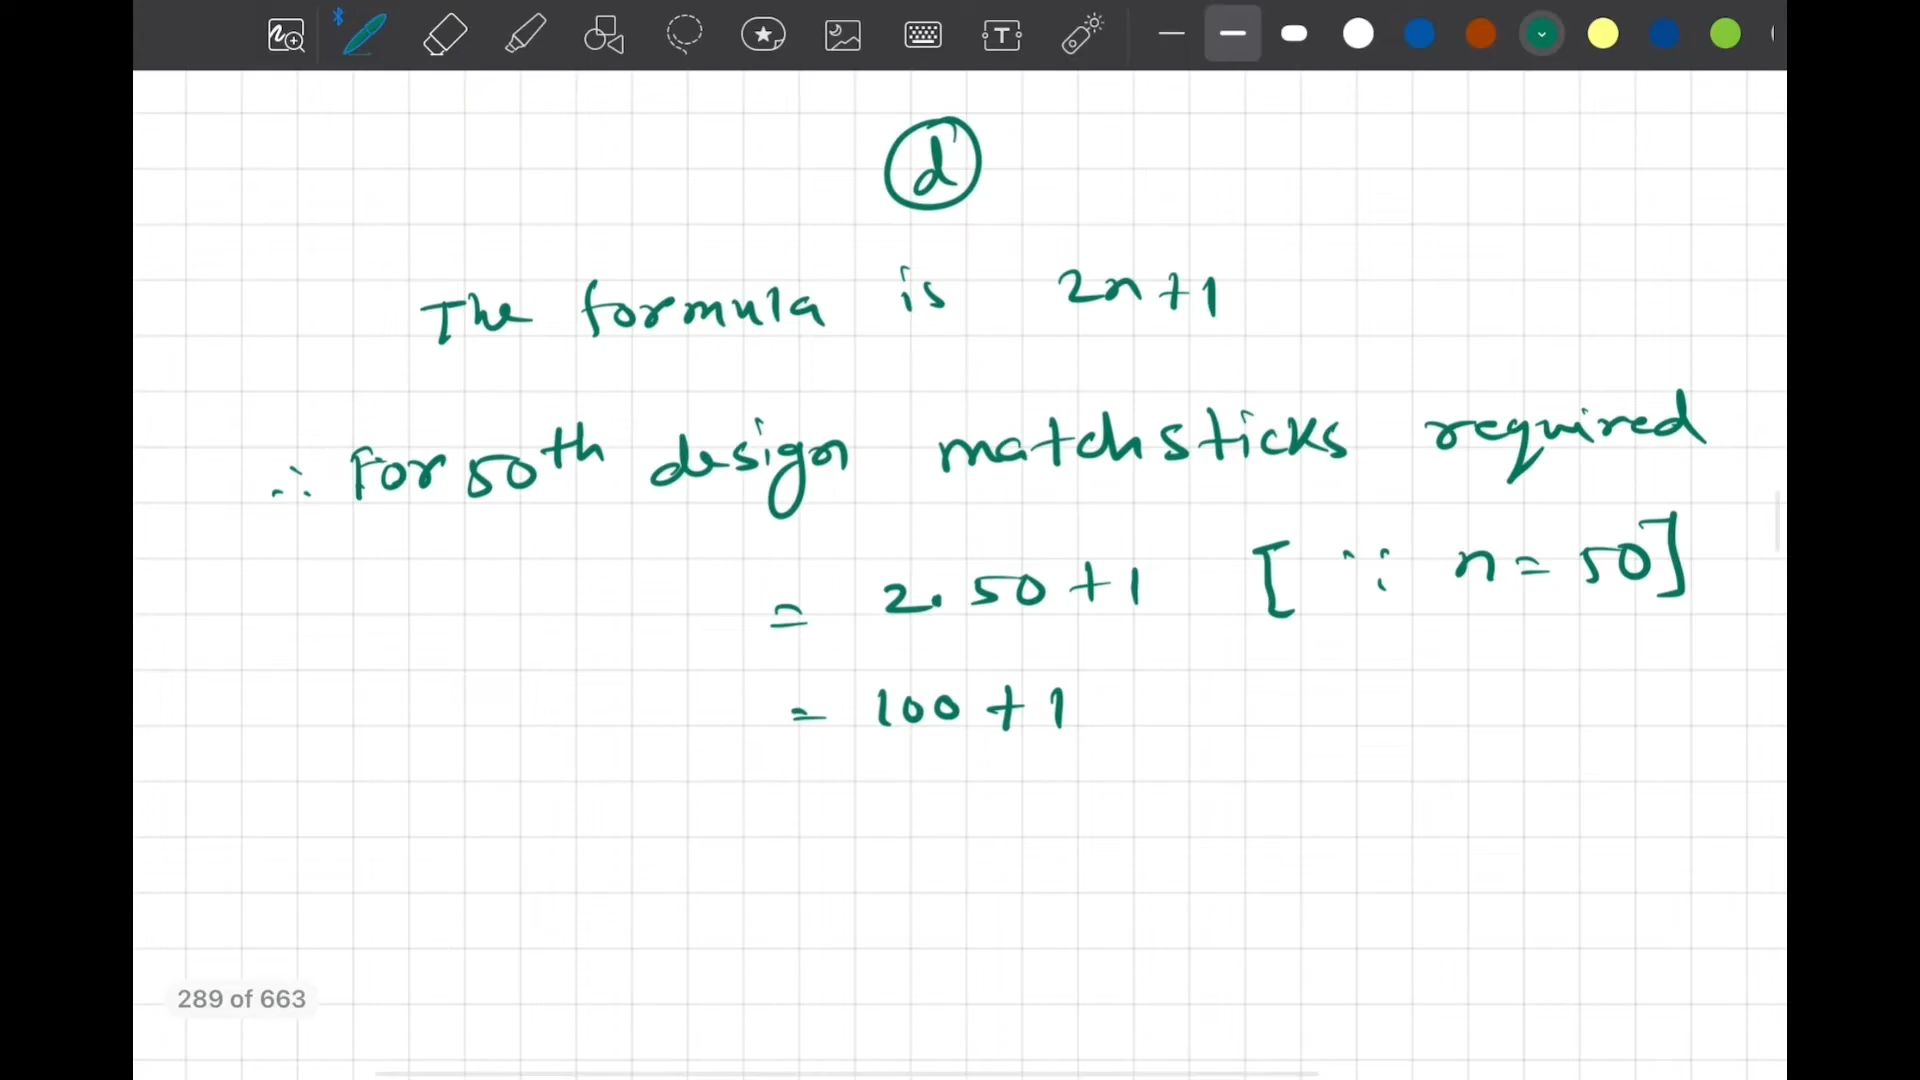 d
The formula is 2n+1
∴ For 50th design matchsticks required
= 2.50+1 [∵ n = 50]
= 100 + 1
289 of 663